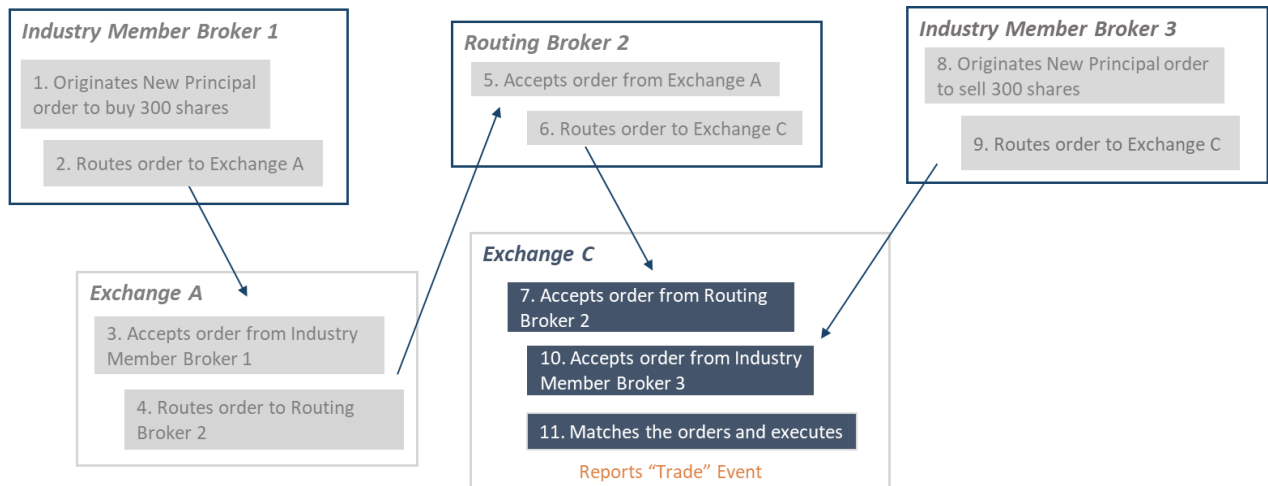 Industry Member Broker 1
1. Originates New Principal
order to buy 300 shares
2. Routes order to Exchange A
Routing Broker 2
5. Accepts order from Exchange A
6. Routes order to Exchange C
Industry Member Broker 3
8. Originates New Principal order
to sell 300 shares
9. Routes order to Exchange C
Exchange A
3. Accepts order from Industry
Member Broker 1
4. Routes order to Routing
Broker 2
Exchange C
7. Accepts order from Routing
Broker 2
10. Accepts order from Industry
Member Broker 3
11. Matches the orders and executes
Reports “Trade” Event